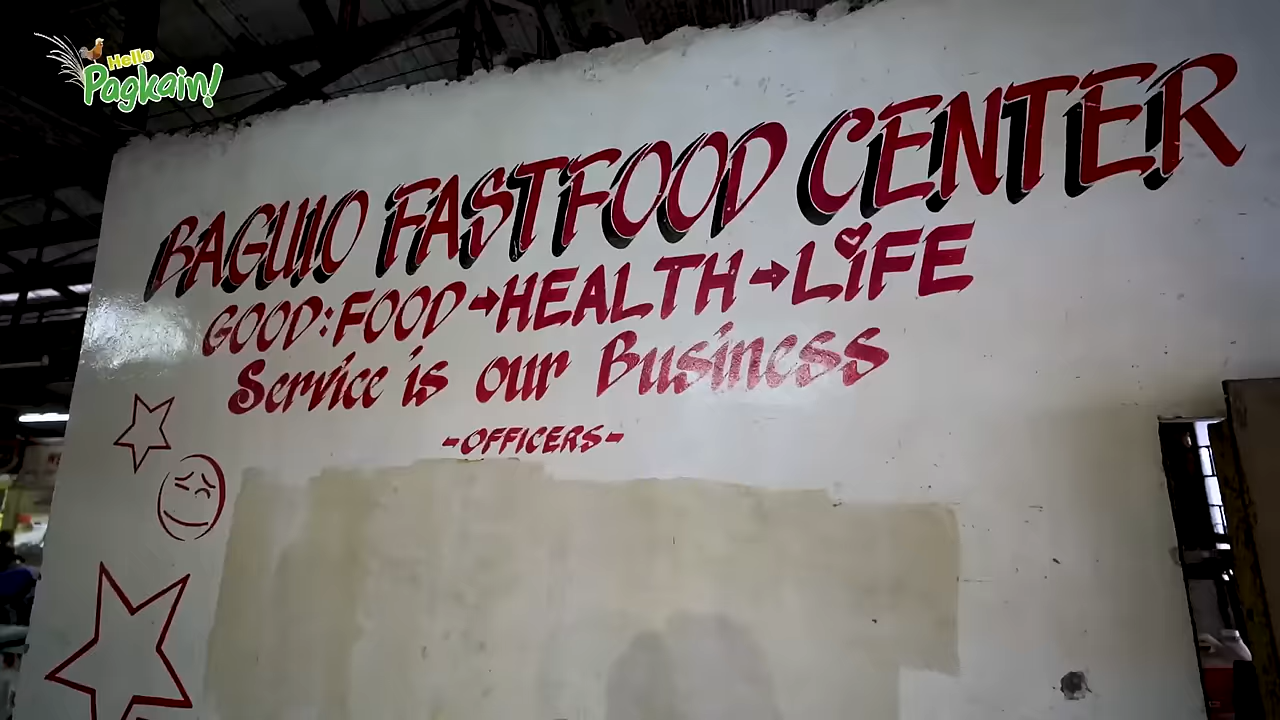 Hello
Pagkain!
BAGUIO FASTFOOD CENTER
GOOD:FOOD→HEALTH→LiFE
Service is our Business
-OFFICERS-